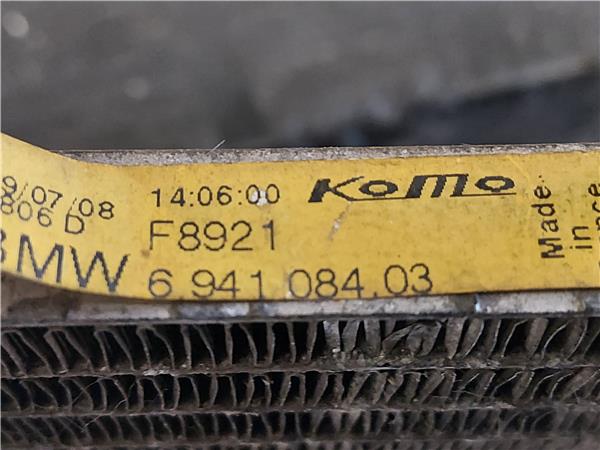 9/07/08 14:06:00 KoMo
806 D F8921
BMW 6 941 084.03
Made
in